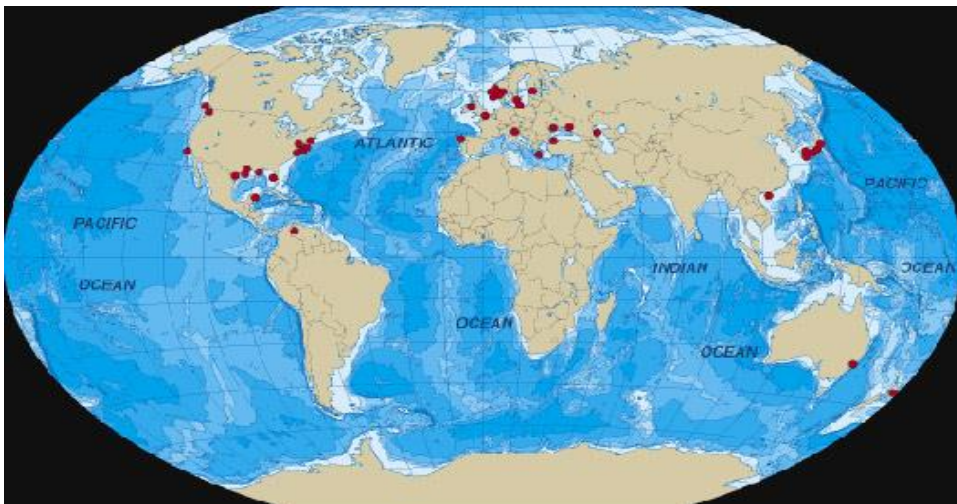 ATLANTIC
PACIFIC
PACIFIC
INDIAN
OCEAN
OCEAN
OCEAN
OCEAN